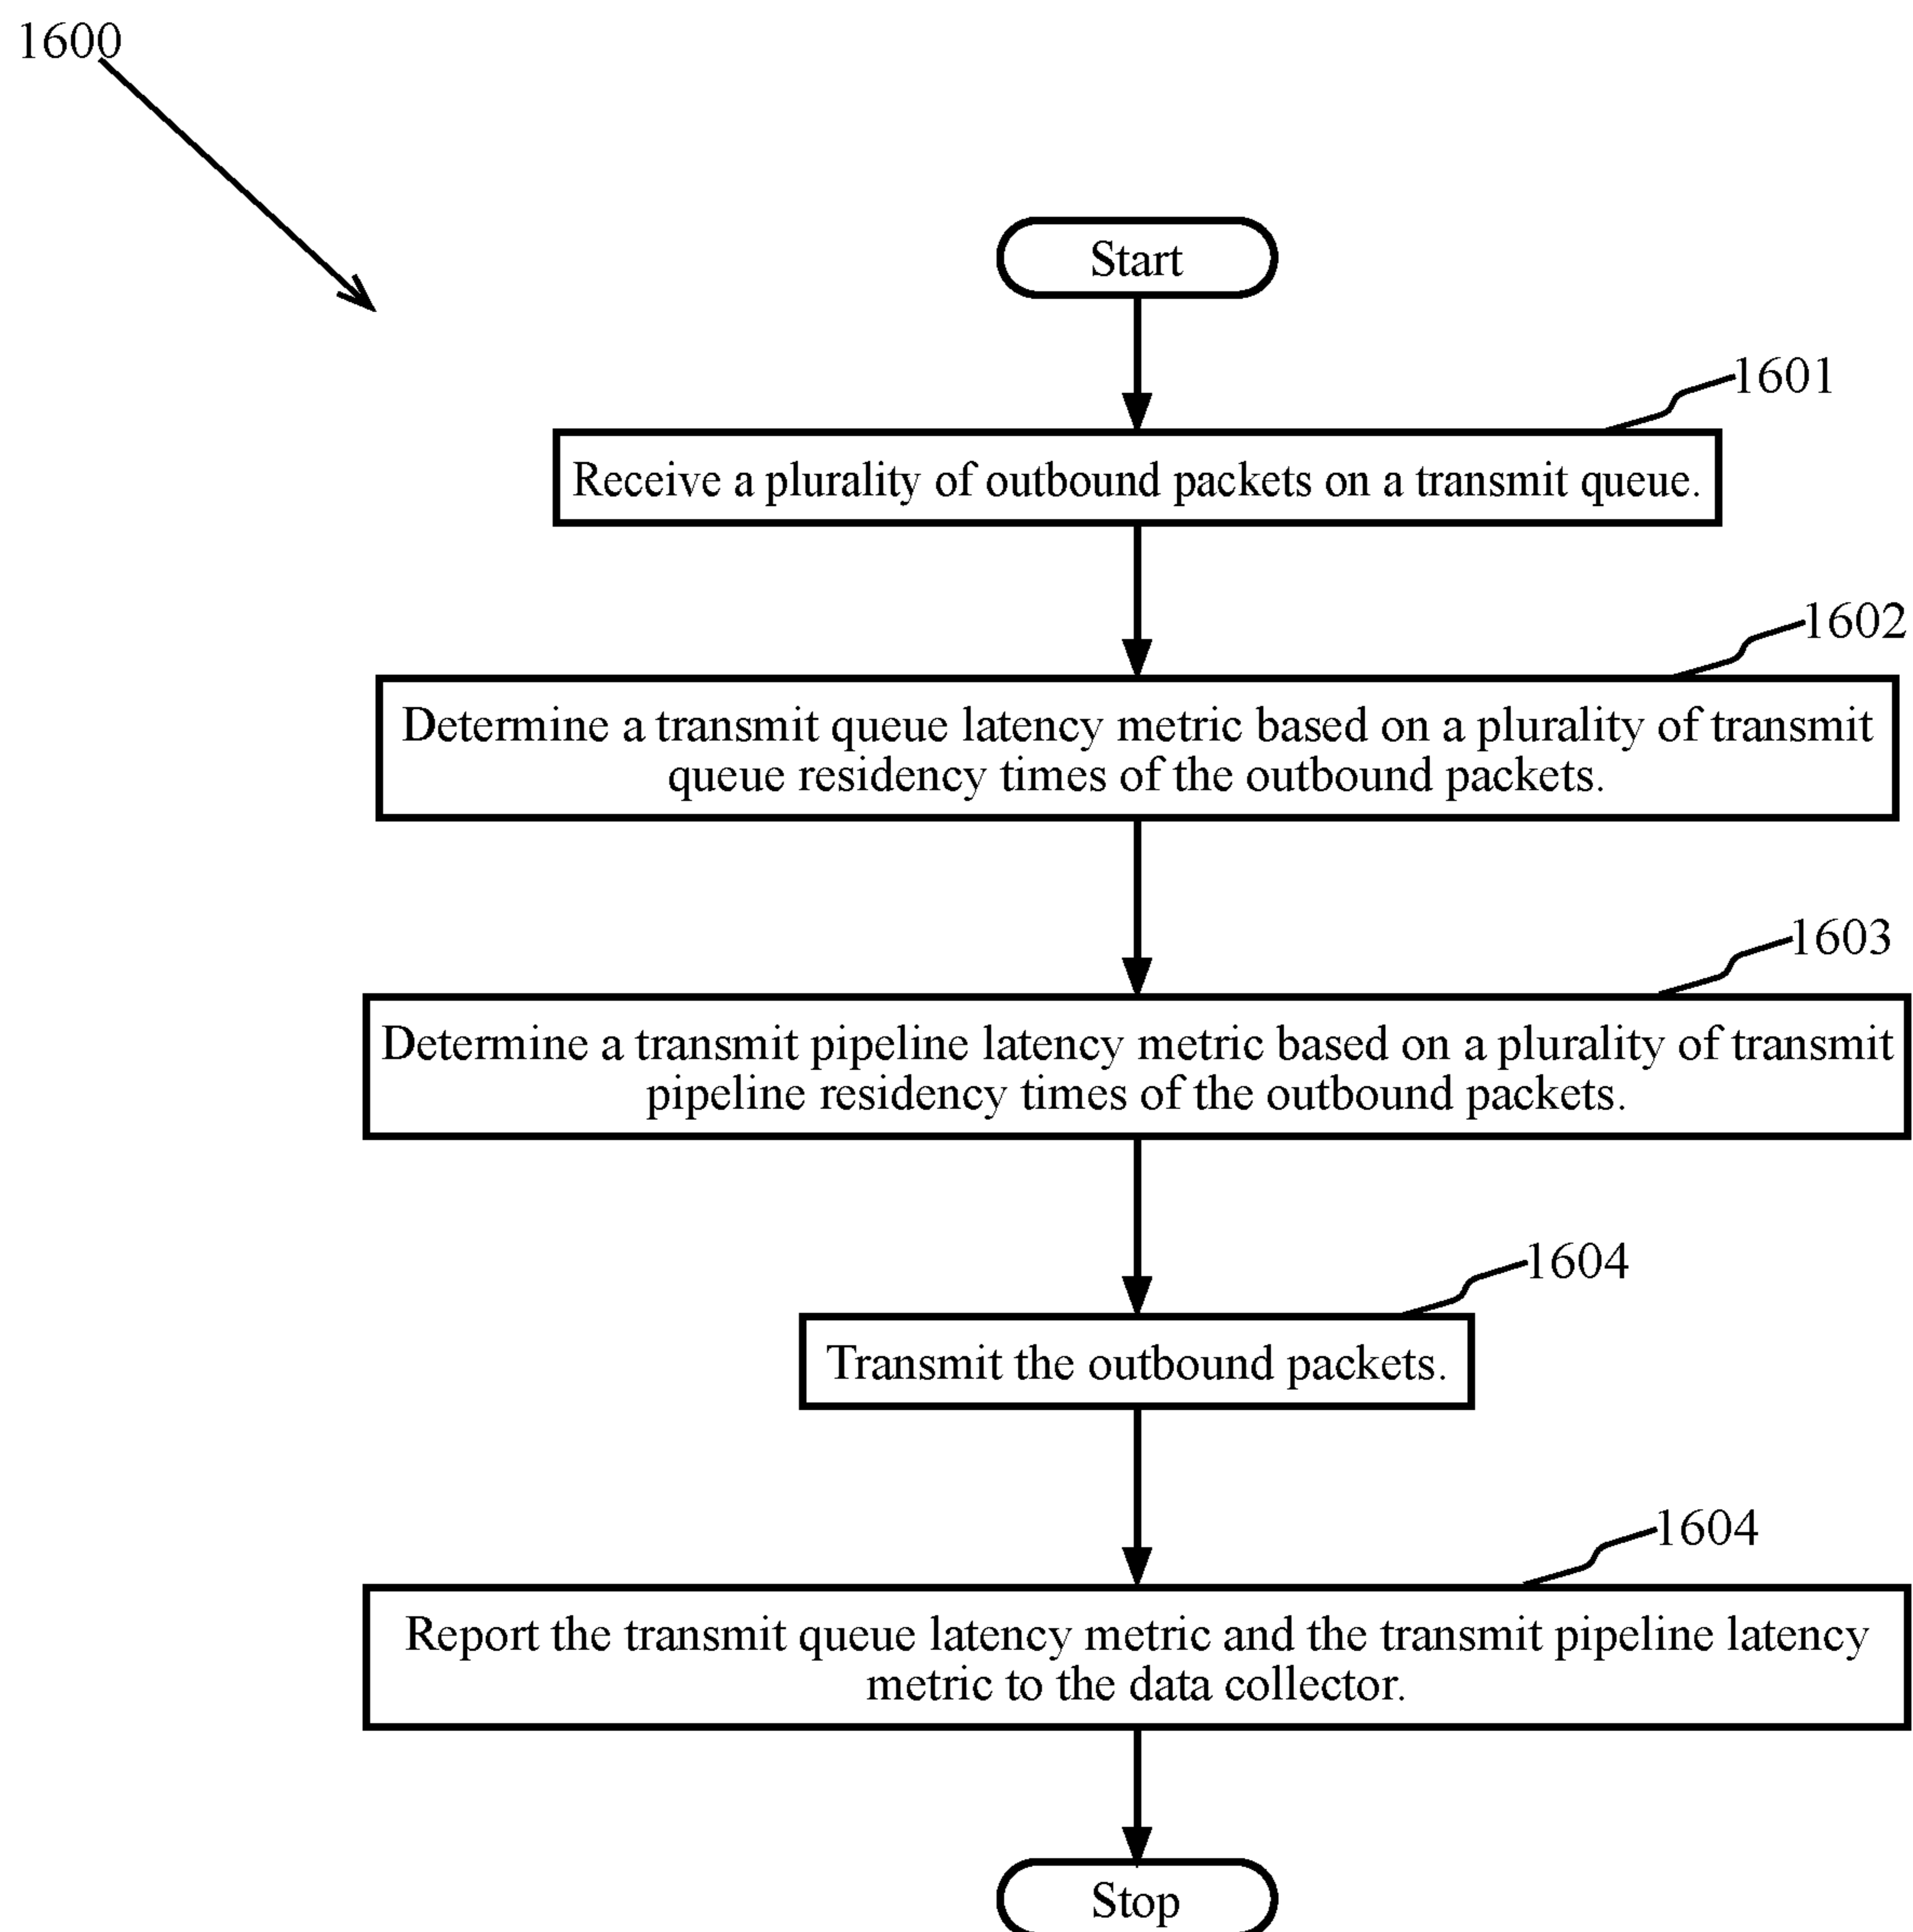 1600
Start
1601
Receive a plurality of outbound packets on a transmit queue.
1602
Determine a transmit queue latency metric based on a plurality of transmit
queue residency times of the outbound packets.
1603
Determine a transmit pipeline latency metric based on a plurality of transmit
pipeline residency times of the outbound packets.
1604
Transmit the outbound packets.
1604
Report the transmit queue latency metric and the transmit pipeline latency
metric to the data collector.
Stop